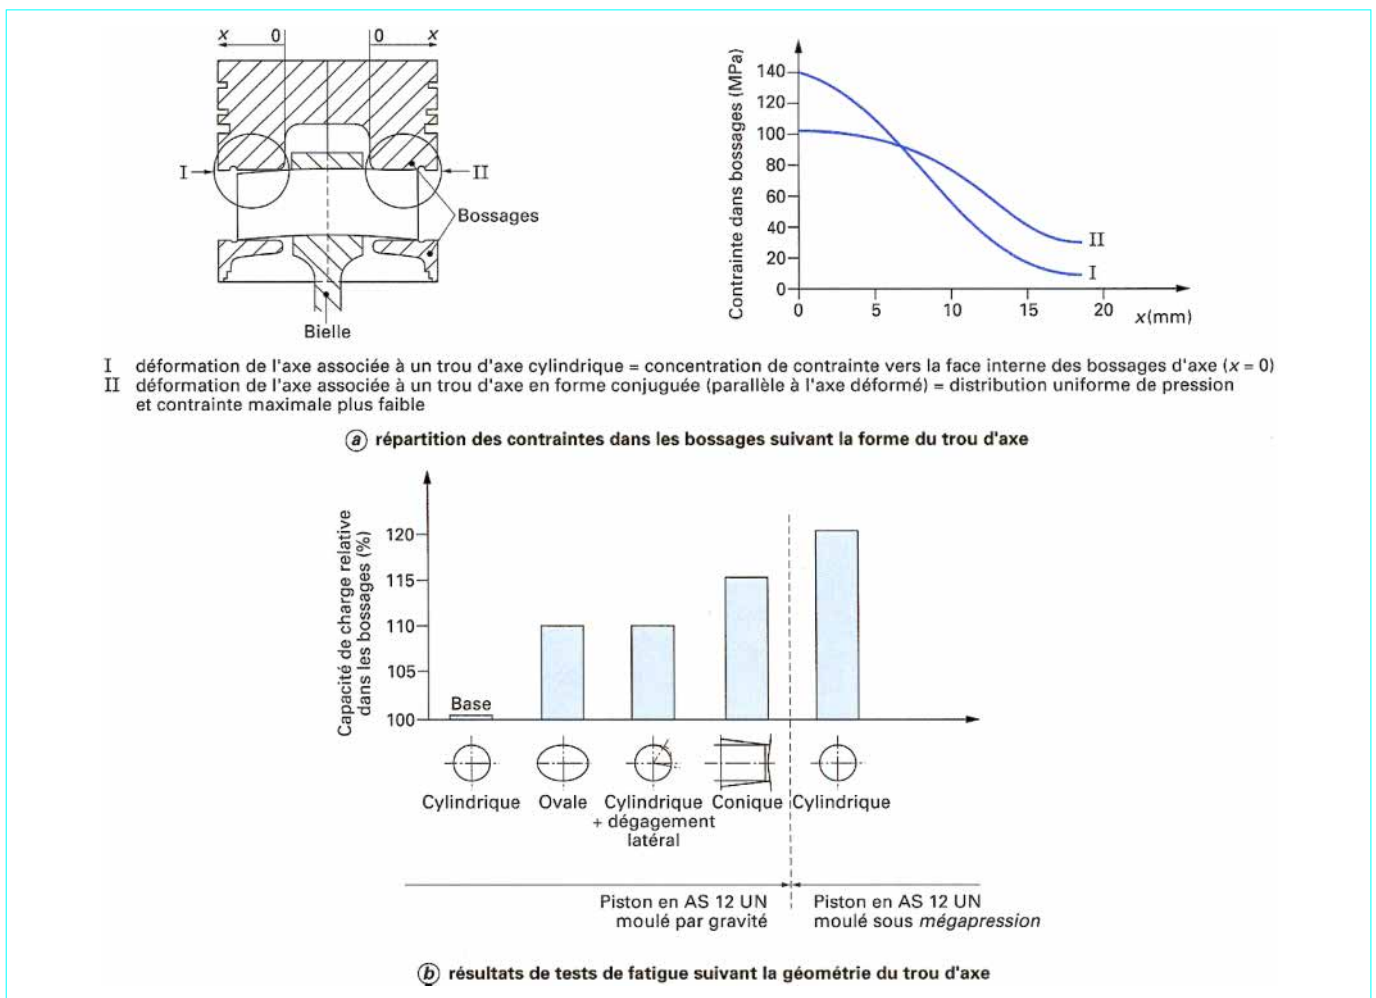 x 0 0 x
I II
Bossages
Bielle
Contrainte dans bossages (MPa)
140
120
100
80
60
40
20
0
II
I
0 5 10 15 20 x(mm)
I déformation de l'axe associée à un trou d'axe cylindrique = concentration de contrainte vers la face interne des bossages d'axe (x = 0)
II déformation de l'axe associée à un trou d'axe en forme conjuguée (parallèle à l'axe déformé) = distribution uniforme de pression
et contrainte maximale plus faible
a répartition des contraintes dans les bossages suivant la forme du trou d'axe
Capacité de charge relative
dans les bossages (%)
120
115
110
105
100
Base
Cylindrique Ovale Cylindrique Conique Cylindrique
+ dégagement
latéral
Piston en AS 12 UN Piston en AS 12 UN
moulé par gravité moulé sous mégapression
b résultats de tests de fatigue suivant la géométrie du trou d'axe